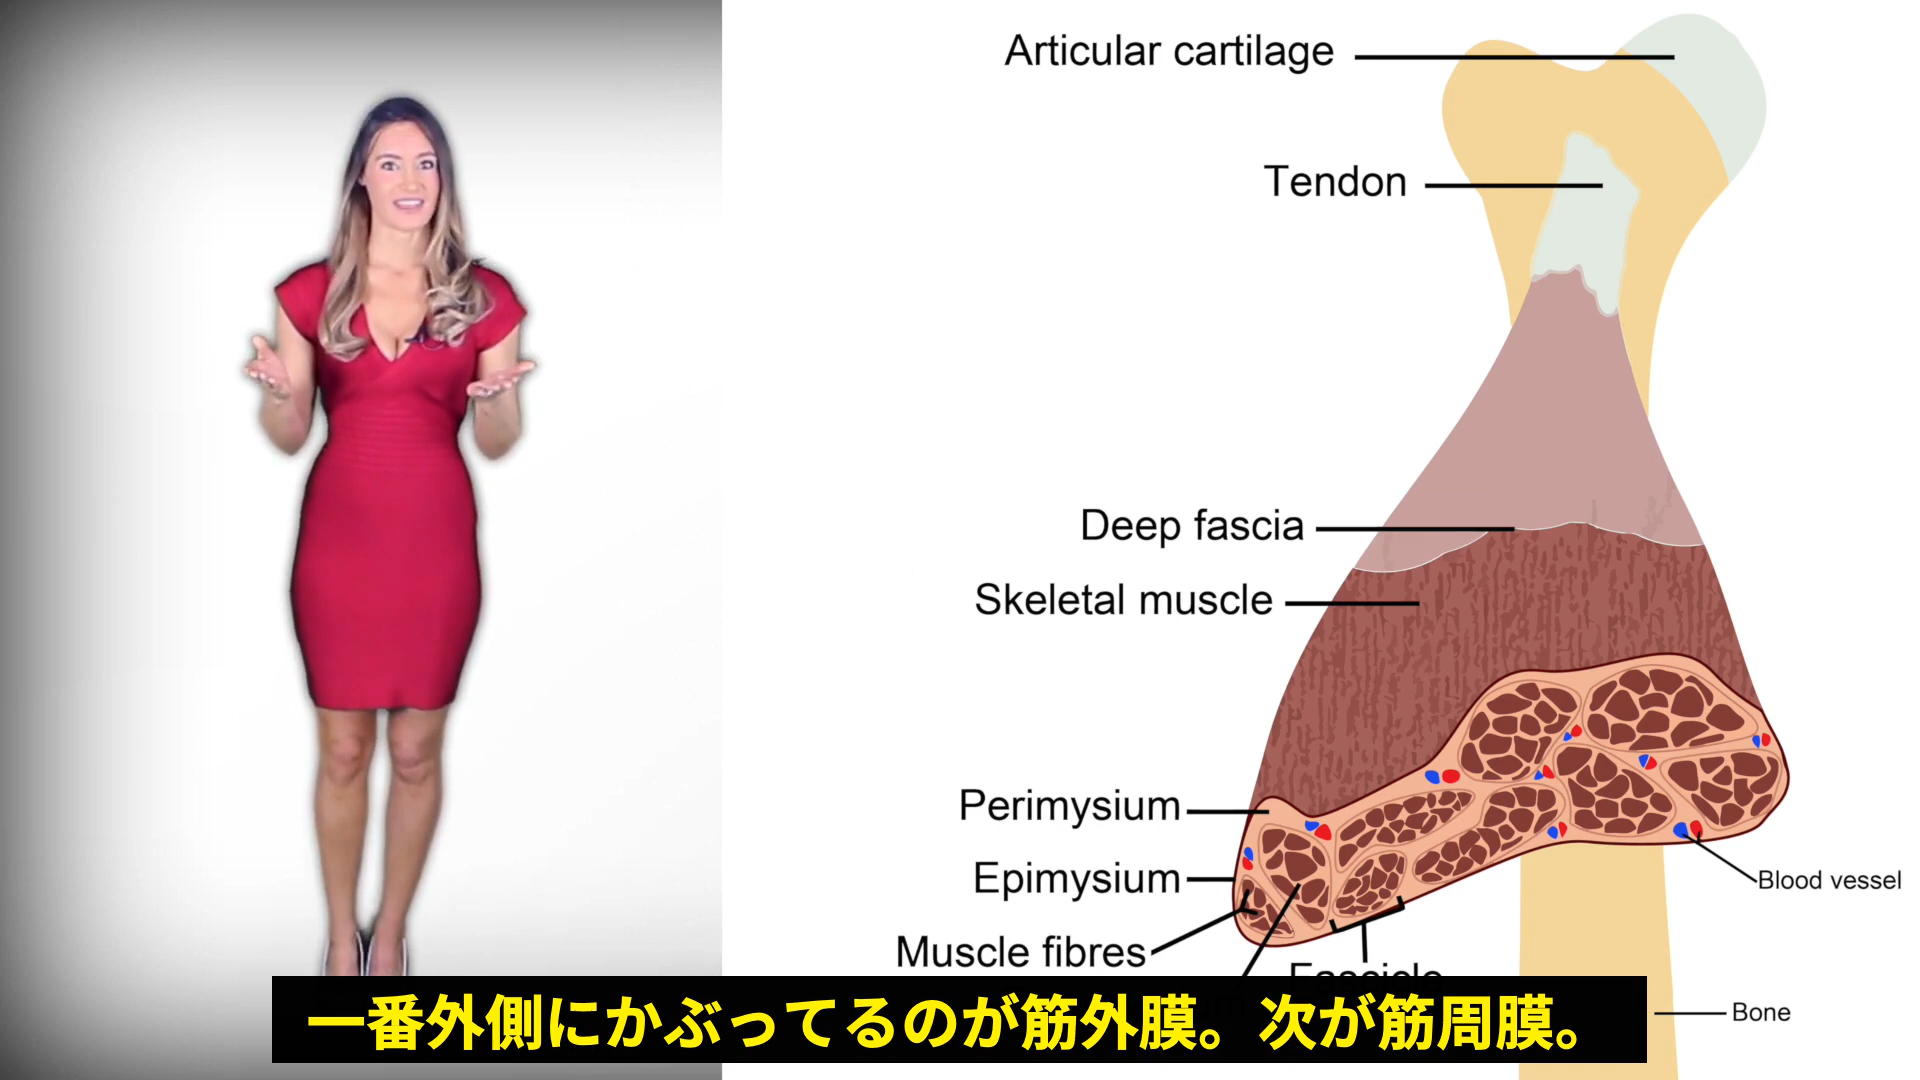 Articular cartilage
Tendon
Deep fascia
Skeletal muscle
Perimysium
Epimysium
Blood vessel
Muscle fibres
Fascicle
Bone
一番外側にかぶってるのが筋外膜。次が筋周膜。